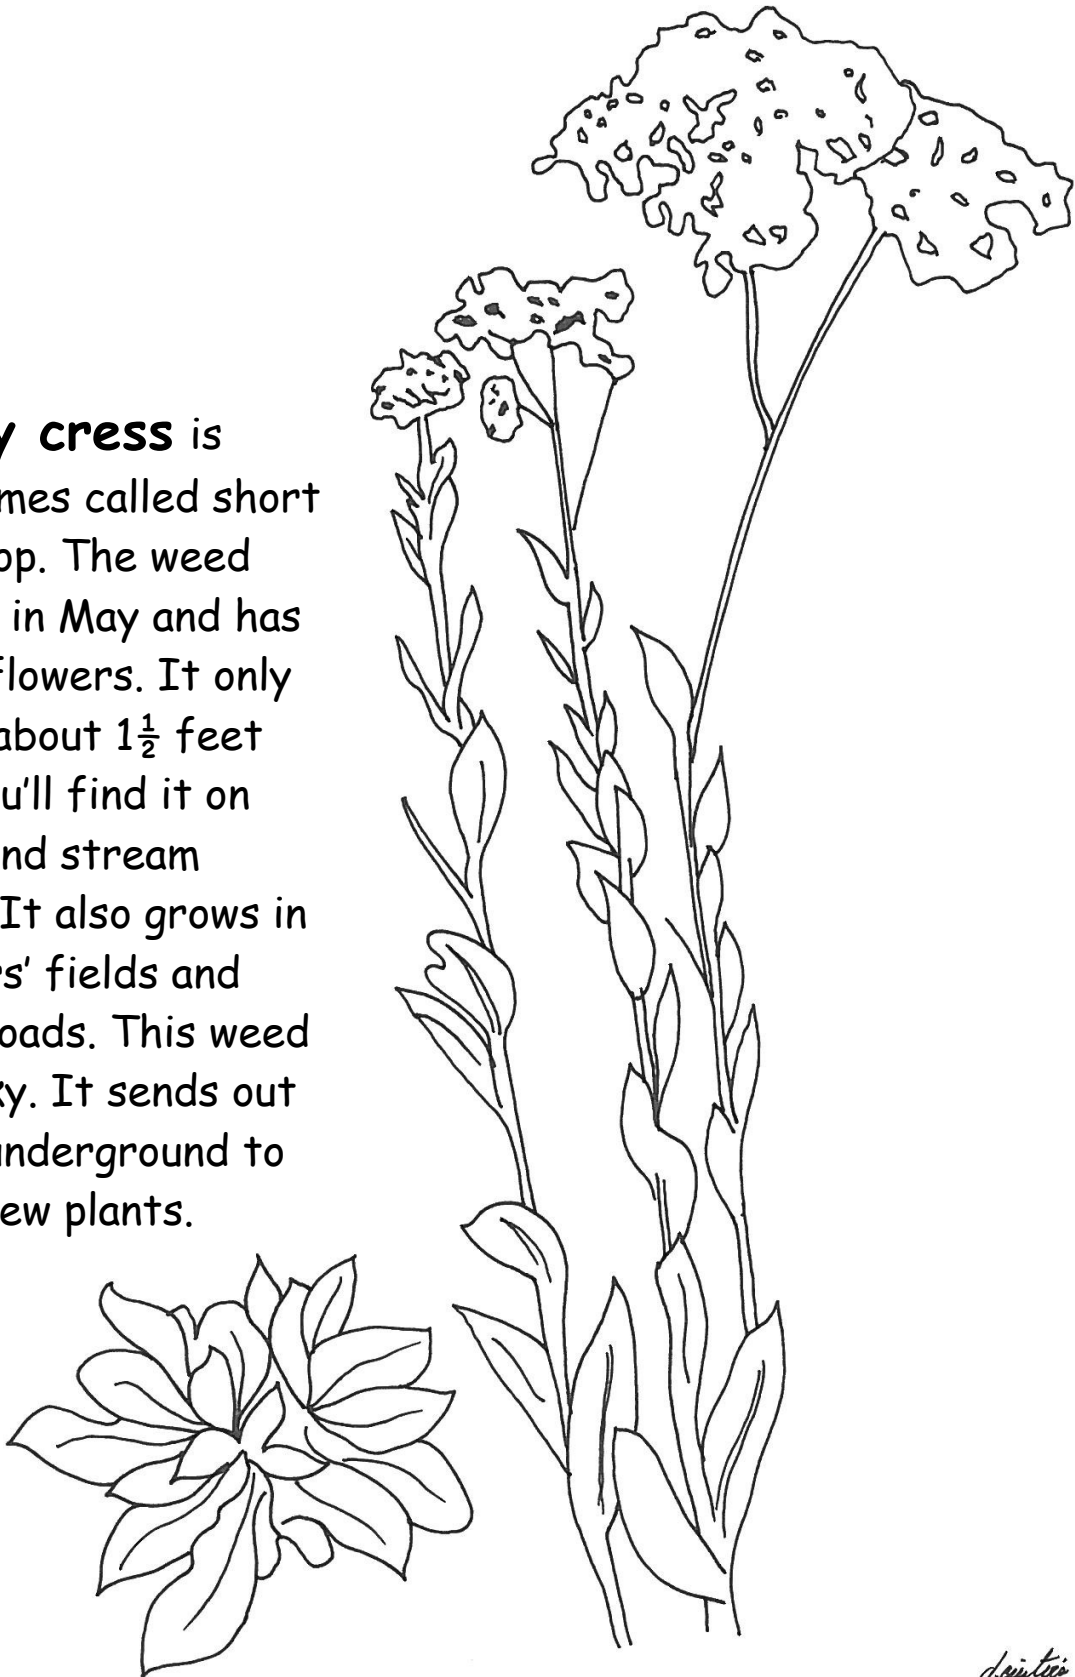 y cress is
mes called short
op. The weed
in May and has
flowers. It only
about 1½ feet
u'll find it on
nd stream
It also grows in
rs' fields and
oads. This weed
ky. It sends out
underground to
ew plants.